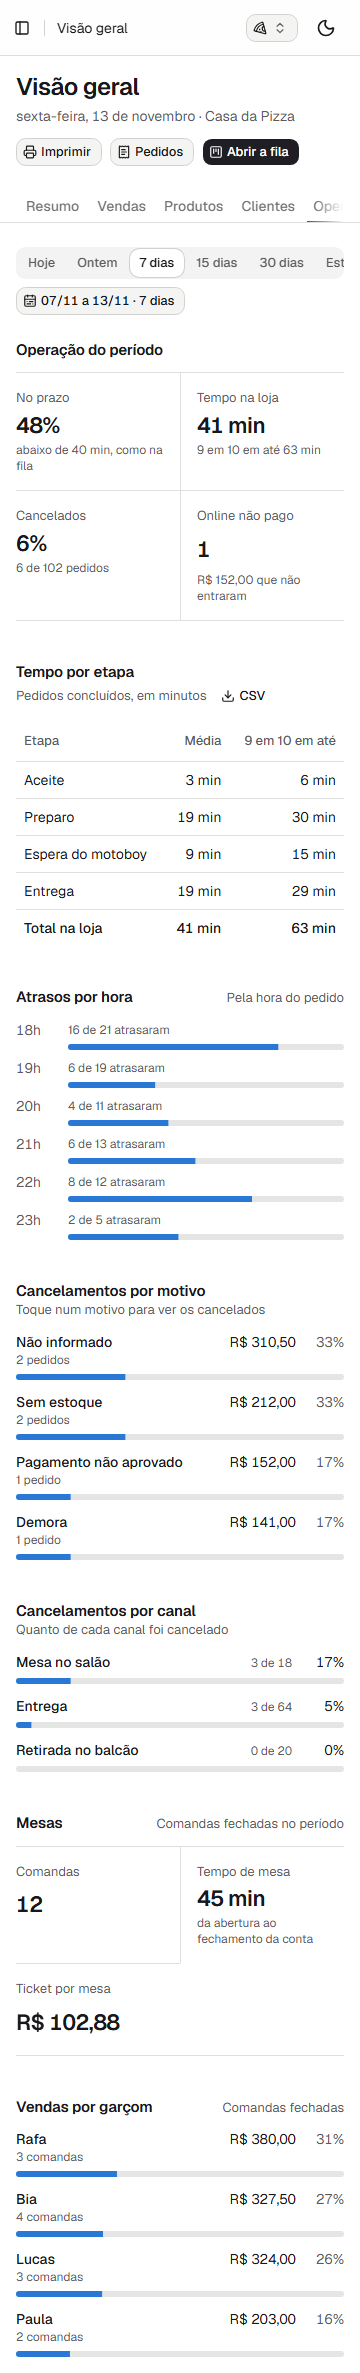 Visão geral
Visão geral
sexta-feira, 13 de novembro · Casa da Pizza
Imprimir Pedidos Abrir a fila
Resumo Vendas Produtos Clientes Ope
Hoje Ontem 7 dias 15 dias 30 dias Est
07/11 a 13/11 · 7 dias
Operação do período
No prazo
48%
abaixo de 40 min, como na
fila
Tempo na loja
41 min
9 em 10 em até 63 min
Cancelados
6%
6 de 102 pedidos
Online não pago
1
R$ 152,00 que não
entraram
Tempo por etapa
Pedidos concluídos, em minutos CSV
Etapa Média 9 em 10 em até
Aceite 3 min 6 min
Preparo 19 min 30 min
Espera do motoboy 9 min 15 min
Entrega 19 min 29 min
Total na loja 41 min 63 min
Atrasos por hora Pela hora do pedido
18h 16 de 21 atrasaram
19h 6 de 19 atrasaram
20h 4 de 11 atrasaram
21h 6 de 13 atrasaram
22h 8 de 12 atrasaram
23h 2 de 5 atrasaram
Cancelamentos por motivo
Toque num motivo para ver os cancelados
Não informado R$ 310,50 33%
2 pedidos
Sem estoque R$ 212,00 33%
2 pedidos
Pagamento não aprovado R$ 152,00 17%
1 pedido
Demora R$ 141,00 17%
1 pedido
Cancelamentos por canal
Quanto de cada canal foi cancelado
Mesa no salão 3 de 18 17%
Entrega 3 de 64 5%
Retirada no balcão 0 de 20 0%
Mesas Comandas fechadas no período
Comandas
12
Tempo de mesa
45 min
da abertura ao
fechamento da conta
Ticket por mesa
R$ 102,88
Vendas por garçom Comandas fechadas
Rafa R$ 380,00 31%
3 comandas
Bia R$ 327,50 27%
4 comandas
Lucas R$ 324,00 26%
3 comandas
Paula R$ 203,00 16%
2 comandas